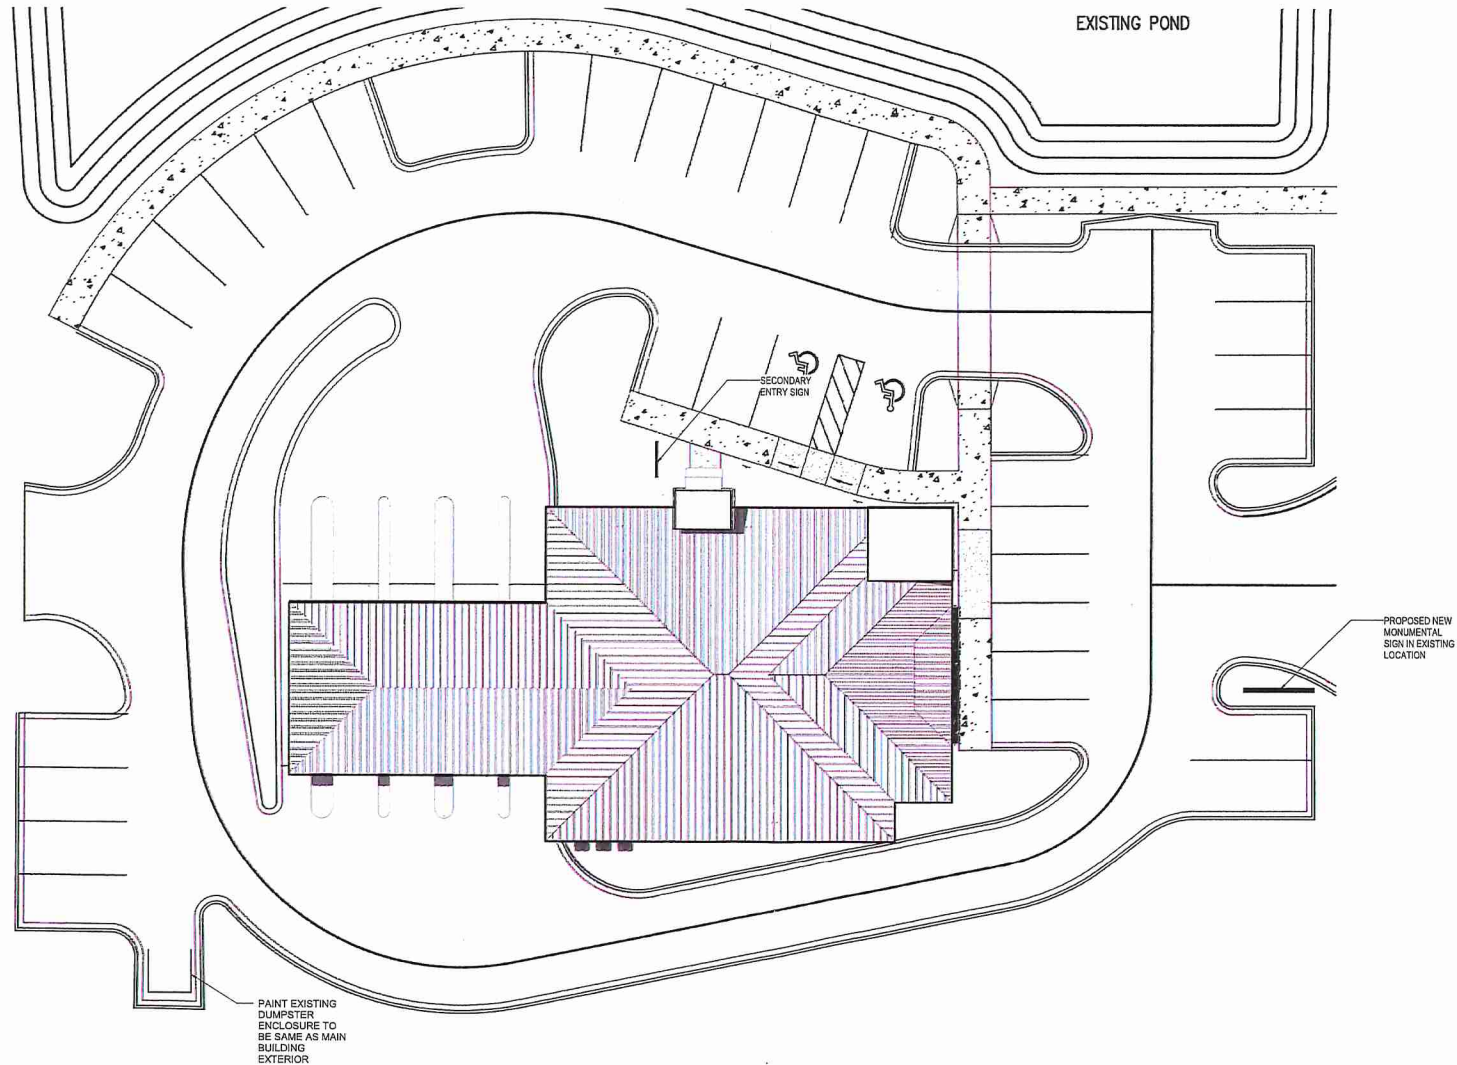 EXISTING POND
SECONDARY
ENTRY SIGN
PROPOSED NEW
MONUMENTAL
SIGN IN EXISTING
LOCATION
PAINT EXISTING
DUMPSTER
ENCLOSURE TO
BE SAME AS MAIN
BUILDING
EXTERIOR